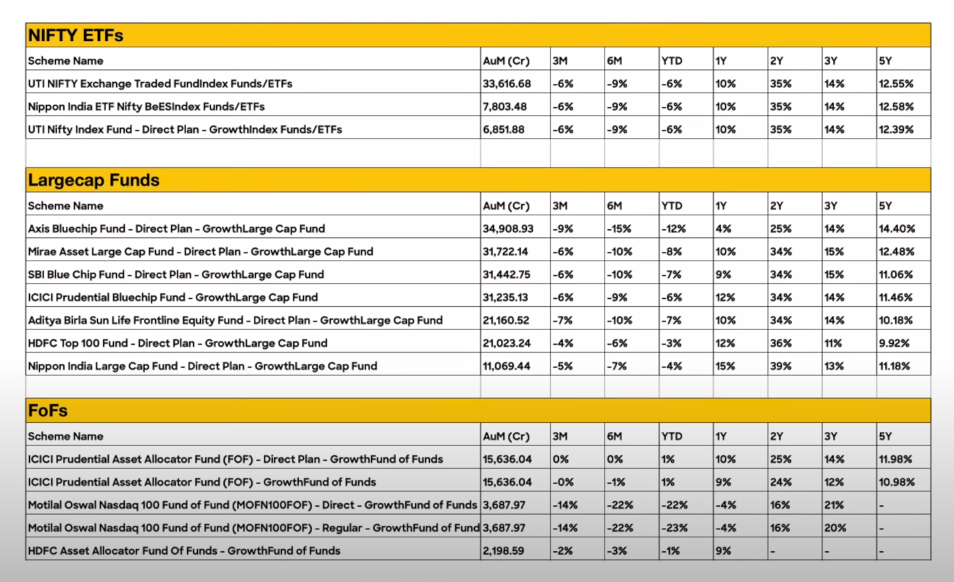 NIFTY ETFs
Scheme Name AuM (Cr) 3M 6M YTD 1Y 2Y 3Y 5Y
UTI NIFTY Exchange Traded FundIndex Funds/ETFs 33,616.68 -6% -9% -6% 10% 35% 14% 12.55%
Nippon India ETF Nifty BeESIndex Funds/ETFs 7,803.48 -6% -9% -6% 10% 35% 14% 12.58%
UTI Nifty Index Fund - Direct Plan - GrowthIndex Funds/ETFs 6,851.88 -6% -9% -6% 10% 35% 14% 12.39%
Largecap Funds
Scheme Name AuM (Cr) 3M 6M YTD 1Y 2Y 3Y 5Y
Axis Bluechip Fund - Direct Plan - GrowthLarge Cap Fund 34,908.93 -9% -15% -12% 4% 25% 14% 14.40%
Mirae Asset Large Cap Fund - Direct Plan - GrowthLarge Cap Fund 31,722.14 -6% -10% -8% 10% 34% 15% 12.48%
SBI Blue Chip Fund - Direct Plan - GrowthLarge Cap Fund 31,442.75 -6% -10% -7% 9% 34% 15% 11.06%
ICICI Prudential Bluechip Fund - GrowthLarge Cap Fund 31,235.13 -6% -9% -6% 12% 34% 14% 11.46%
Aditya Birla Sun Life Frontline Equity Fund - Direct Plan - GrowthLarge Cap Fund 21,160.52 -7% -10% -7% 10% 34% 14% 10.18%
HDFC Top 100 Fund - Direct Plan - GrowthLarge Cap Fund 21,023.24 -4% -6% -3% 12% 36% 11% 9.92%
Nippon India Large Cap Fund - Direct Plan - GrowthLarge Cap Fund 11,069.44 -5% -7% -4% 15% 39% 13% 11.18%
FoFs
Scheme Name AuM (Cr) 3M 6M YTD 1Y 2Y 3Y 5Y
ICICI Prudential Asset Allocator Fund (FOF) - Direct Plan - GrowthFund of Funds 15,636.04 0% 0% 1% 10% 25% 14% 11.98%
ICICI Prudential Asset Allocator Fund (FOF) - GrowthFund of Funds 15,636.04 -0% -1% 1% 9% 24% 12% 10.98%
Motilal Oswal Nasdaq 100 Fund of Fund (MOFN100FOF) - Direct - GrowthFund of Funds 3,687.97 -14% -22% -22% -4% 16% 21% -
Motilal Oswal Nasdaq 100 Fund of Fund (MOFN100FOF) - Regular - GrowthFund of Fund 3,687.97 -14% -22% -23% -4% 16% 20% -
HDFC Asset Allocator Fund Of Funds - GrowthFund of Funds 2,198.59 -2% -3% -1% 9% - - -